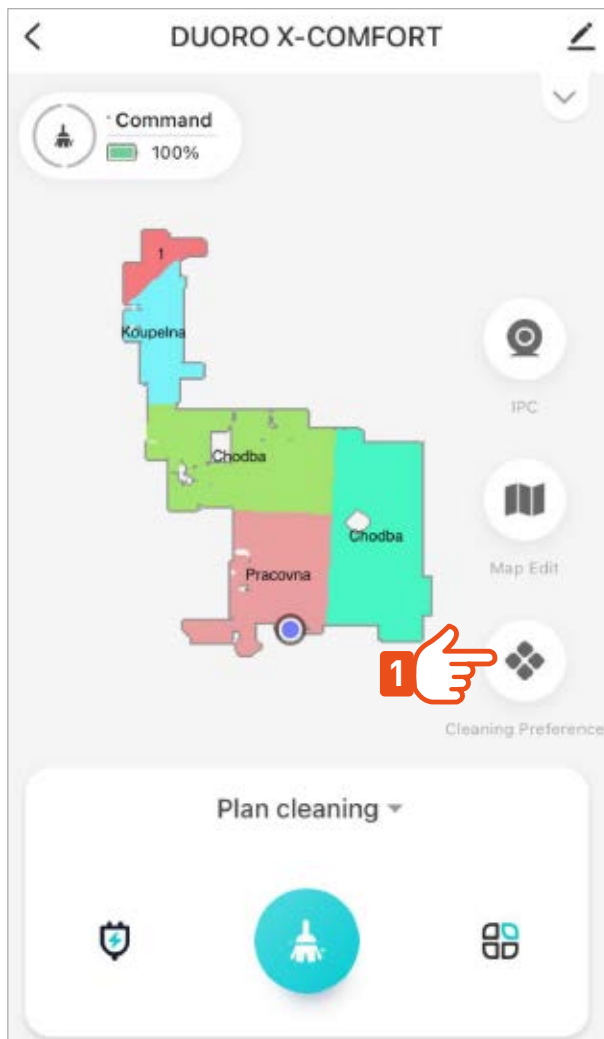 DUORO X-COMFORT
Command
100%
1
Koupelna
IPC
Chodba
Chodba
Map Edit
Pracovna
1
Cleaning Preference
Plan cleaning